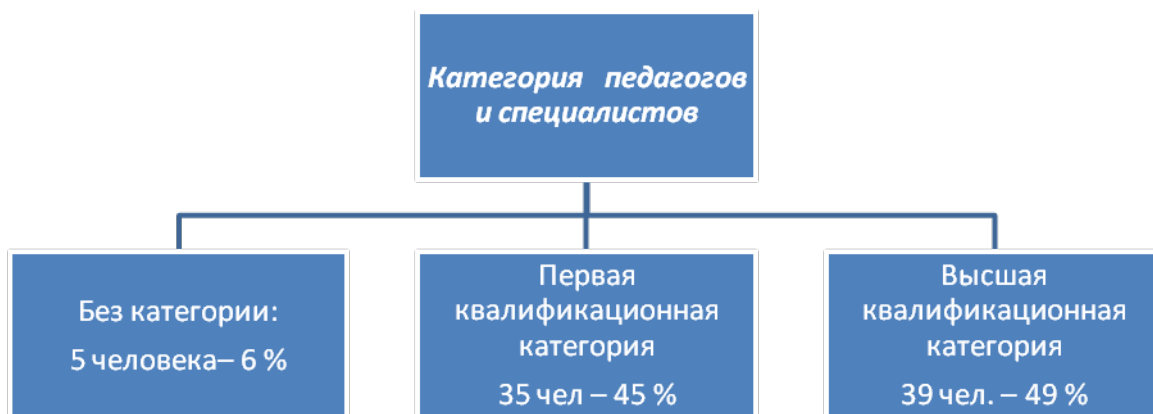 Категория педагогов
и специалистов
Без категории:
5 человека– 6 %
Первая
квалификационная
категория
35 чел – 45 %
Высшая
квалификационная
категория
39 чел. – 49 %